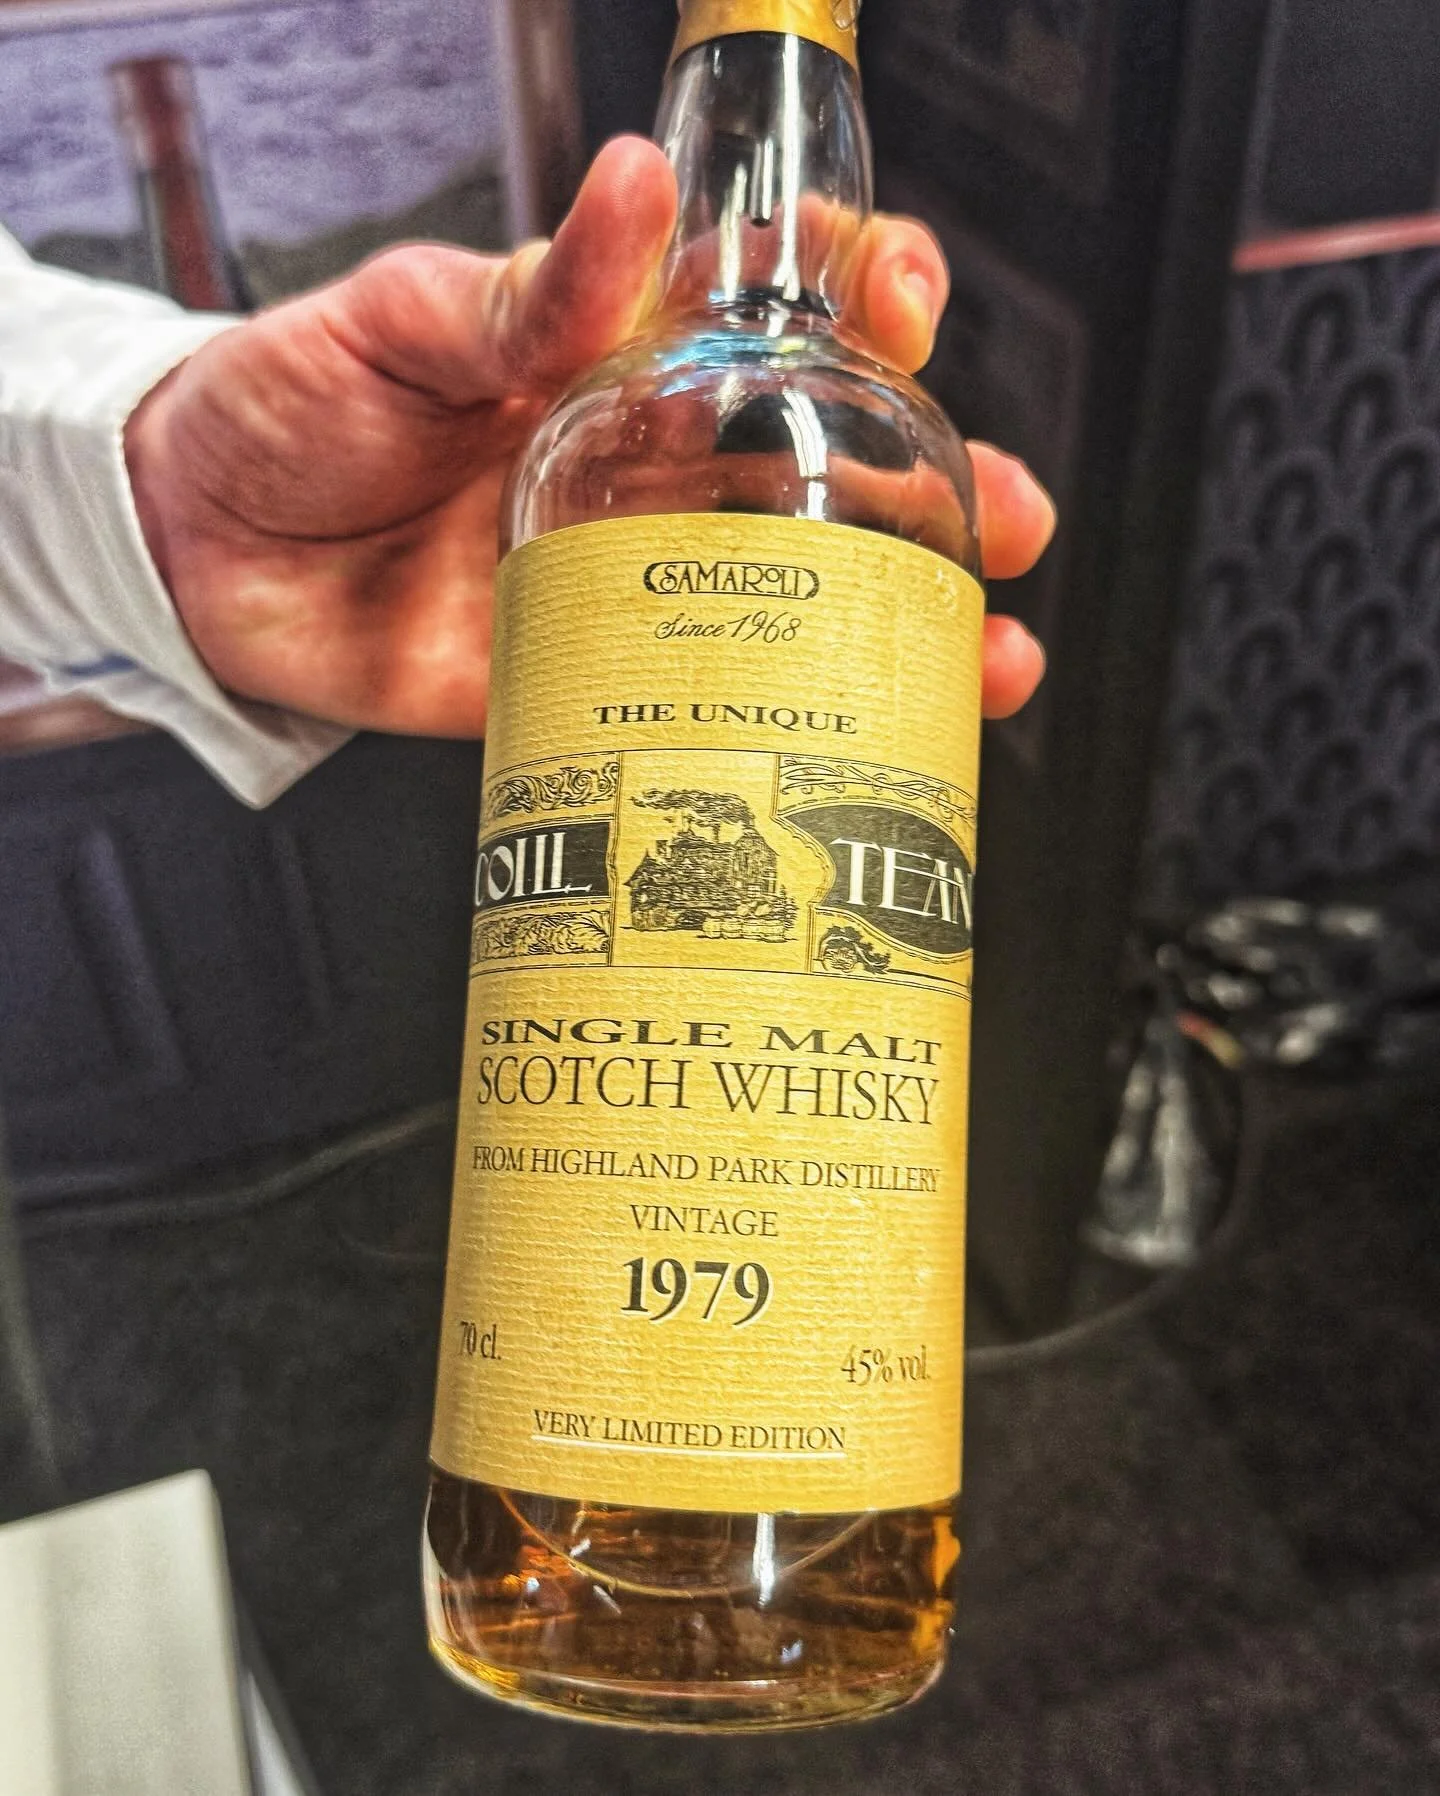 SAMAROLI
Since 1968
THE UNIQUE
COILL TEAN
SINGLE MALT
SCOTCH WHISKY
FROM HIGHLAND PARK DISTILLERY
VINTAGE
1979
70 cl. 45% vol.
VERY LIMITED EDITION